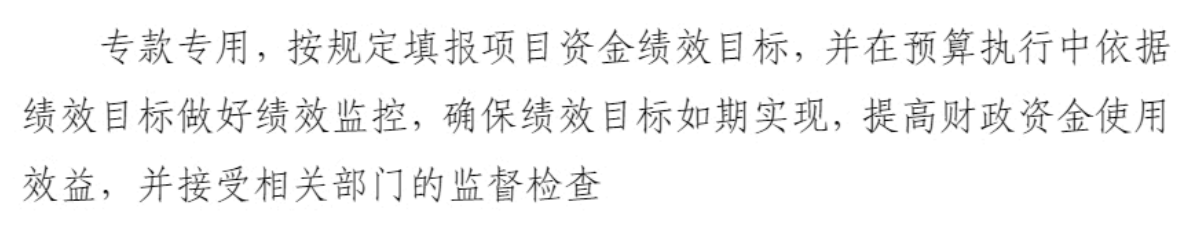 专款专用，按规定填报项目资金绩效目标，并在预算执行中依据
绩效目标做好绩效监控，确保绩效目标如期实现，提高财政资金使用
效益，并接受相关部门的监督检查